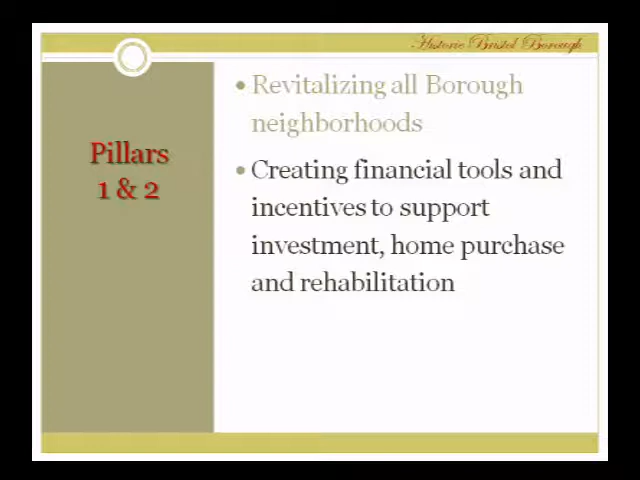 Historic Bristol Borough
Pillars
1 & 2
• Revitalizing all Borough
neighborhoods
• Creating financial tools and
incentives to support
investment, home purchase
and rehabilitation